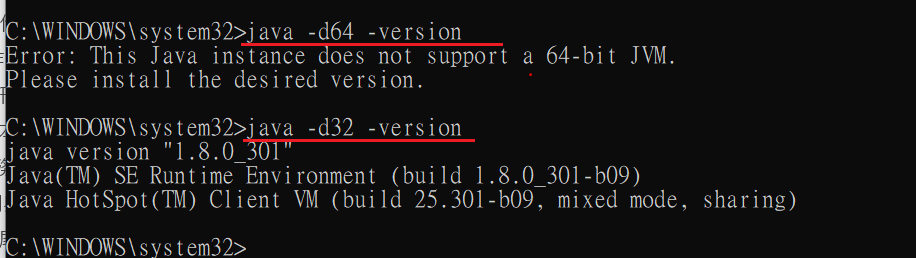 C:\WINDOWS\system32>java -d64 -version
Error: This Java instance does not support a 64-bit JVM.
Please install the desired version.
C:\WINDOWS\system32>java -d32 -version
java version "1.8.0_301"
Java(TM) SE Runtime Environment (build 1.8.0_301-b09)
Java HotSpot(TM) Client VM (build 25.301-b09, mixed mode, sharing)
C:\WINDOWS\system32>